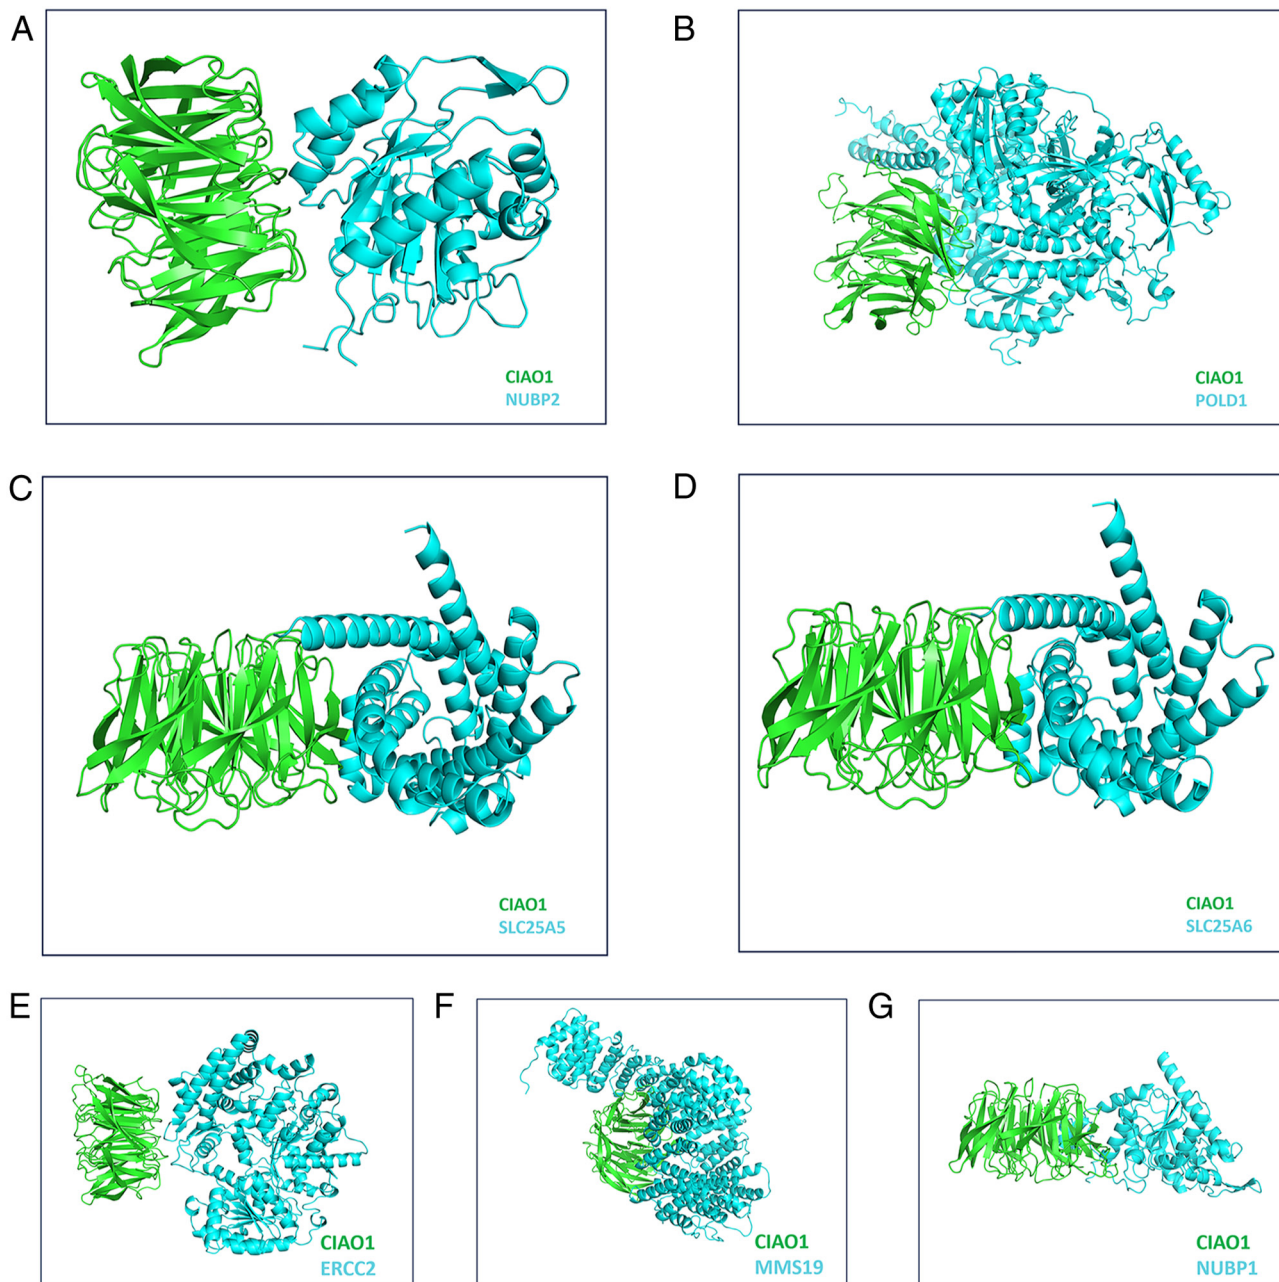 A
CIAO1
NUBP2
B
CIAO1
POLD1
C
CIAO1
SLC25A5
D
CIAO1
SLC25A6
E
CIAO1
ERCC2
F
CIAO1
MMS19
G
CIAO1
NUBP1